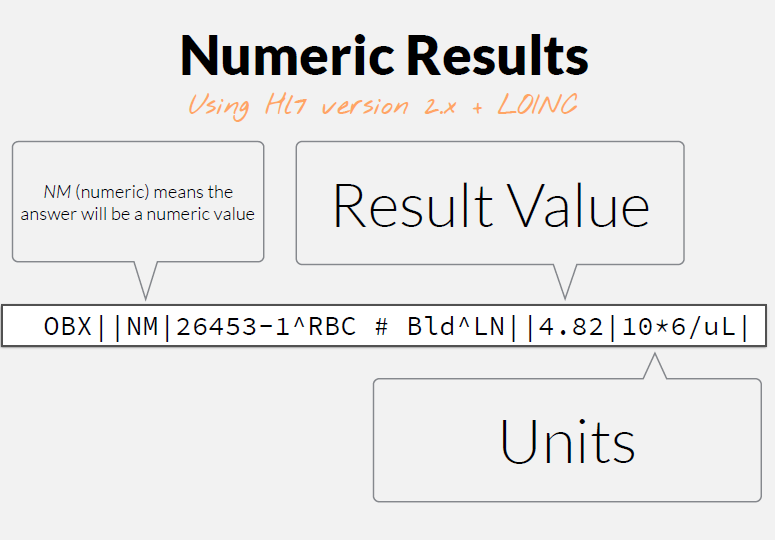 Numeric Results
Using Hl7 version 2.x + LOINC
NM (numeric) means the
answer will be a numeric value
Result Value
OBX||NM|26453-1^RBC # Bld^LN||4.82|10*6/uL|
Units